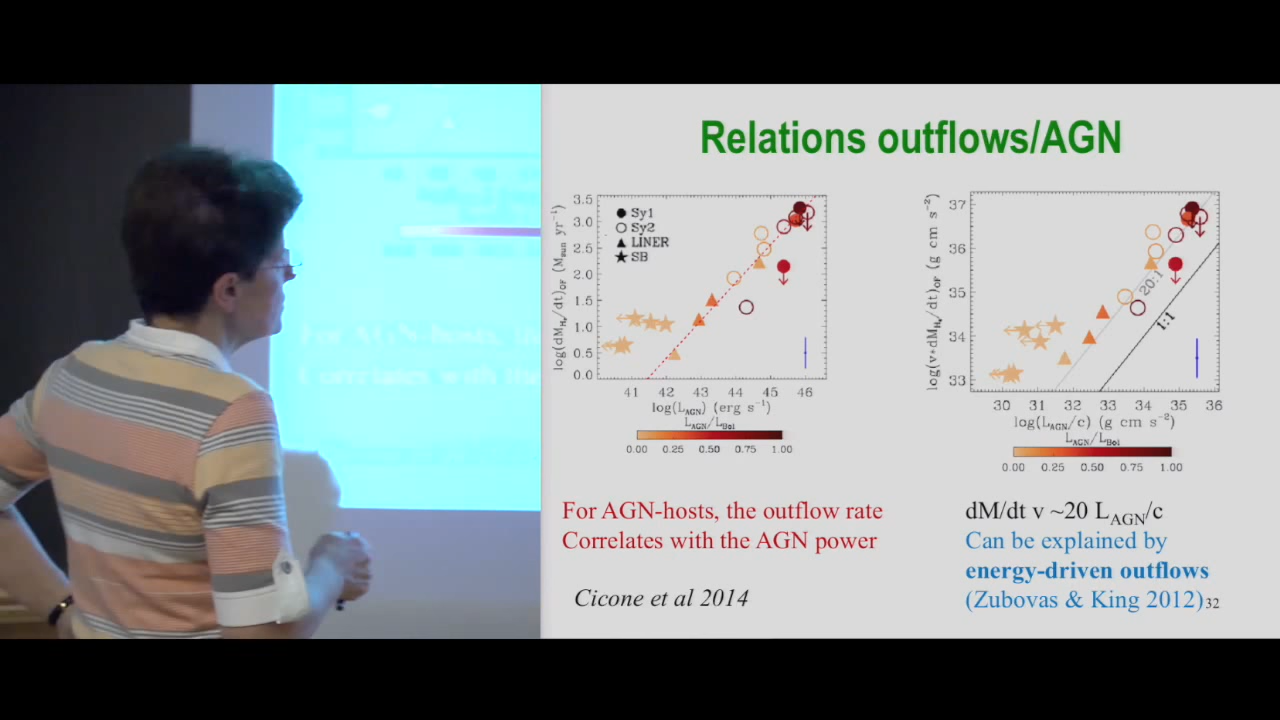 Relations outflows/AGN
3.5
3.0
2.5
2.0
1.5
1.0
0.5
0.0
log(dM_H₂/dt)_OF (M_sun yr⁻¹)
Sy1
Sy2
LINER
SB
41 42 43 44 45 46
log(L_AGN) (erg s⁻¹)
L_AGN/L_Bol
0.00 0.25 0.50 0.75 1.00
37
36
35
34
33
log(v*dM_H₂/dt)_OF (g cm s⁻²)
20:1
1:1
30 31 32 33 34 35 36
log(L_AGN/c) (g cm s⁻²)
L_AGN/L_Bol
0.00 0.25 0.50 0.75 1.00
For AGN-hosts, the outflow rate
Correlates with the AGN power
Cicone et al 2014
dM/dt v ~20 L_AGN/c
Can be explained by
energy-driven outflows
(Zubovas & King 2012)
32